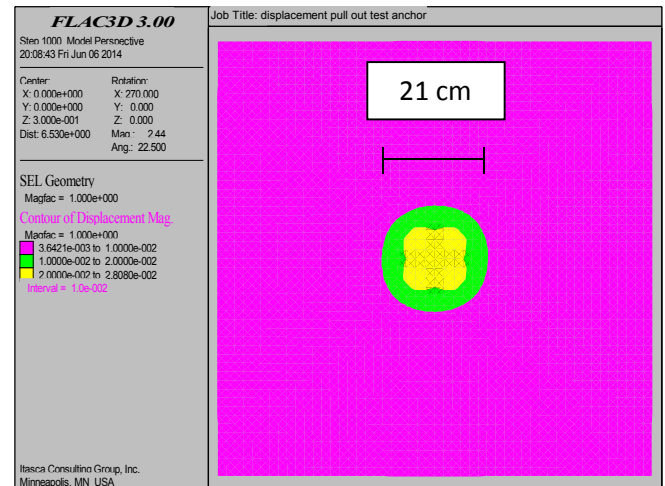 FLAC3D 3.00
Step 1000 Model Perspective
20:08:43 Fri Jun 06 2014
Center:
X: 0.000e+000
Y: 0.000e+000
Z: 3.000e-001
Dist: 6.530e+000
Rotation:
X: 270.000
Y: 0.000
Z: 0.000
Mag.: 2.44
Ang.: 22.500
SEL Geometry
Magfac = 1.000e+000
Contour of Displacement Mag.
Magfac = 1.000e+000
3.6421e-003 to 1.0000e-002
1.0000e-002 to 2.0000e-002
2.0000e-002 to 2.8080e-002
Interval = 1.0e-002
Itasca Consulting Group, Inc.
Minneapolis, MN USA
Job Title: displacement pull out test anchor
21 cm